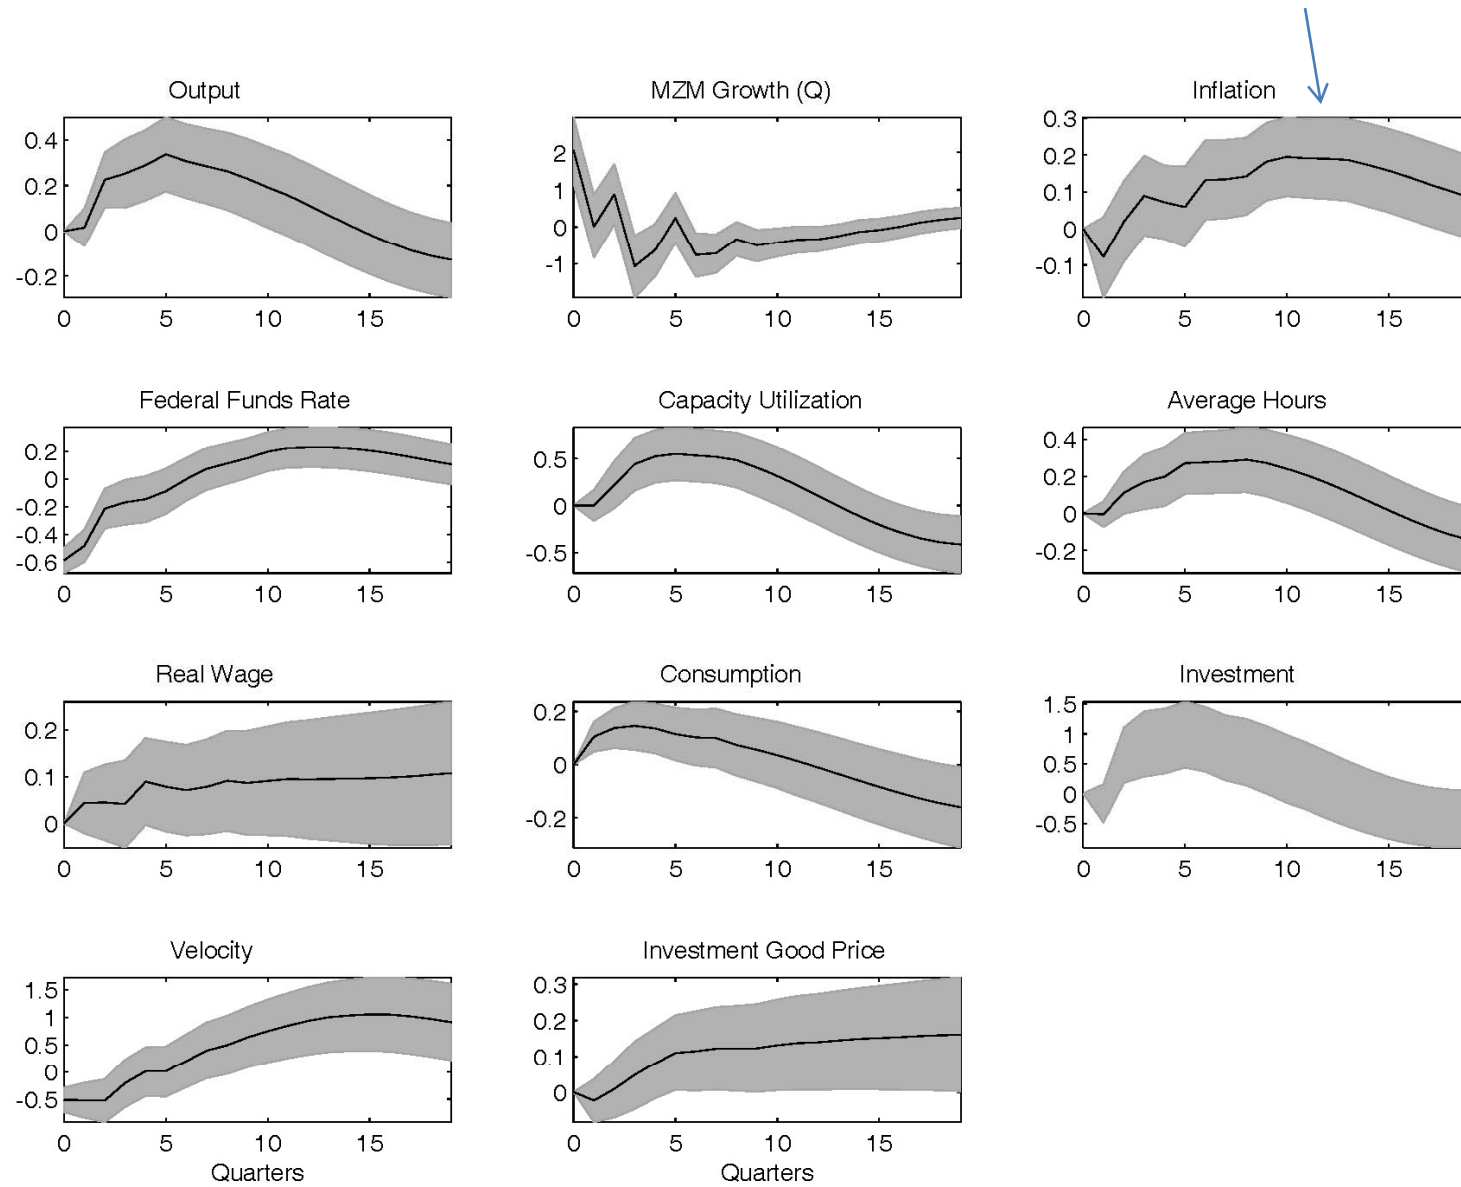 Output
0.4
0.2
0
-0.2
0 5 10 15
MZM Growth (Q)
2
1
0
-1
0 5 10 15
Inflation
0.3
0.2
0.1
0
-0.1
0 5 10 15
Federal Funds Rate
0.2
0
-0.2
-0.4
-0.6
0 5 10 15
Capacity Utilization
0.5
0
-0.5
0 5 10 15
Average Hours
0.4
0.2
0
-0.2
0 5 10 15
Real Wage
0.2
0.1
0
0 5 10 15
Consumption
0.2
0
-0.2
0 5 10 15
Investment
1.5
1
0.5
0
-0.5
0 5 10 15
Velocity
1.5
1
0.5
0
-0.5
0 5 10 15
Quarters
Investment Good Price
0.3
0.2
0.1
0
0 5 10 15
Quarters